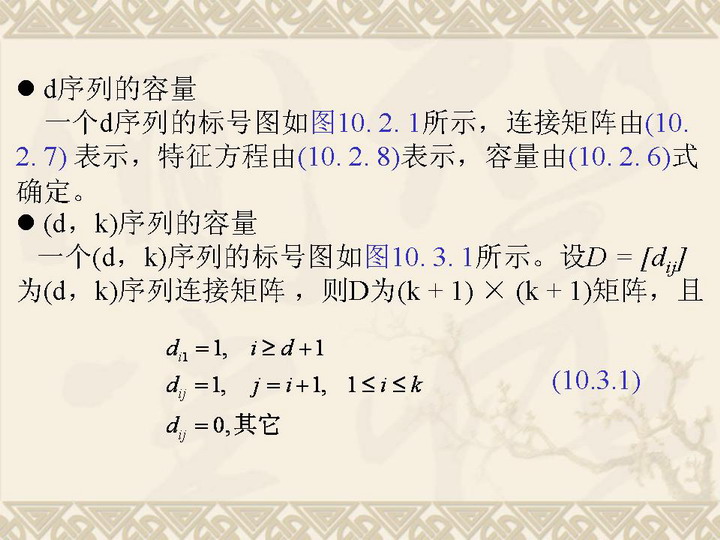 ● d序列的容量
一个d序列的标号图如图10. 2. 1所示，连接矩阵由(10.
2. 7) 表示，特征方程由(10. 2. 8)表示，容量由(10. 2. 6)式
确定。
● (d，k)序列的容量
一个(d，k)序列的标号图如图10. 3. 1所示。设D = [dij]
为(d，k)序列连接矩阵 ，则D为(k + 1) × (k + 1)矩阵，且
di1 = 1, i ≥ d + 1
dij = 1, j = i + 1, 1 ≤ i ≤ k
(10.3.1)
dij = 0, 其它